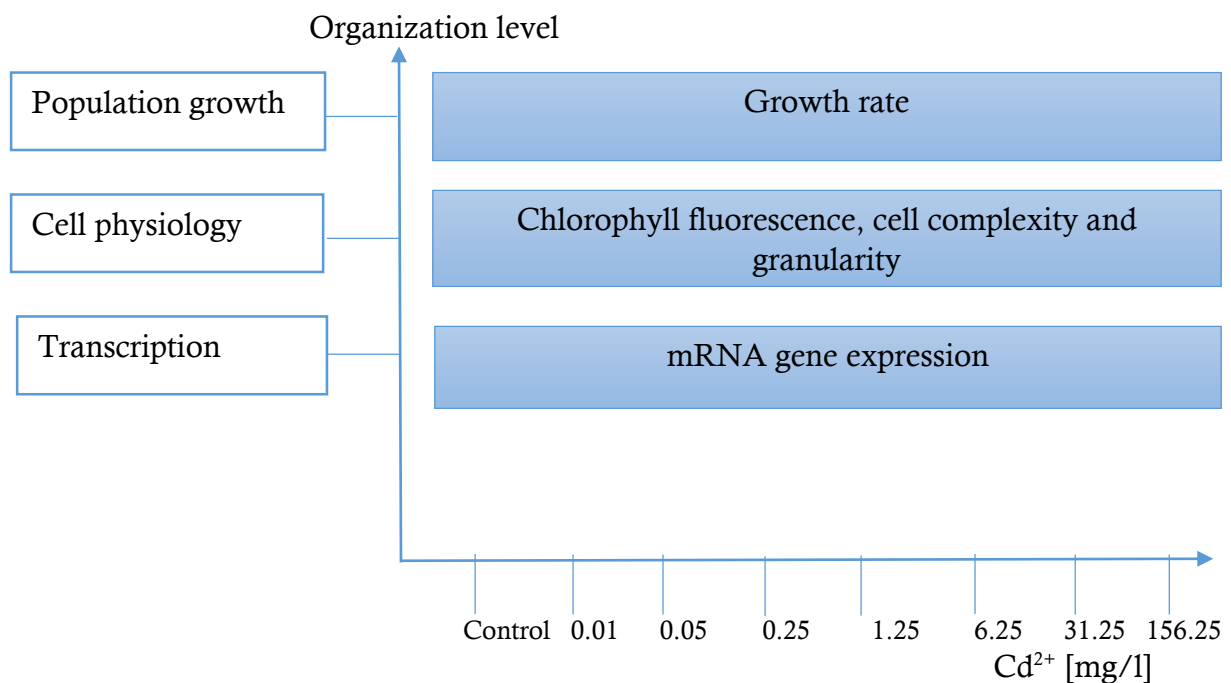 Organization level
Population growth
Growth rate
Cell physiology
Chlorophyll fluorescence, cell complexity and
granularity
Transcription
mRNA gene expression
Control 0.01 0.05 0.25 1.25 6.25 31.25 156.25
Cd²⁺ [mg/l]